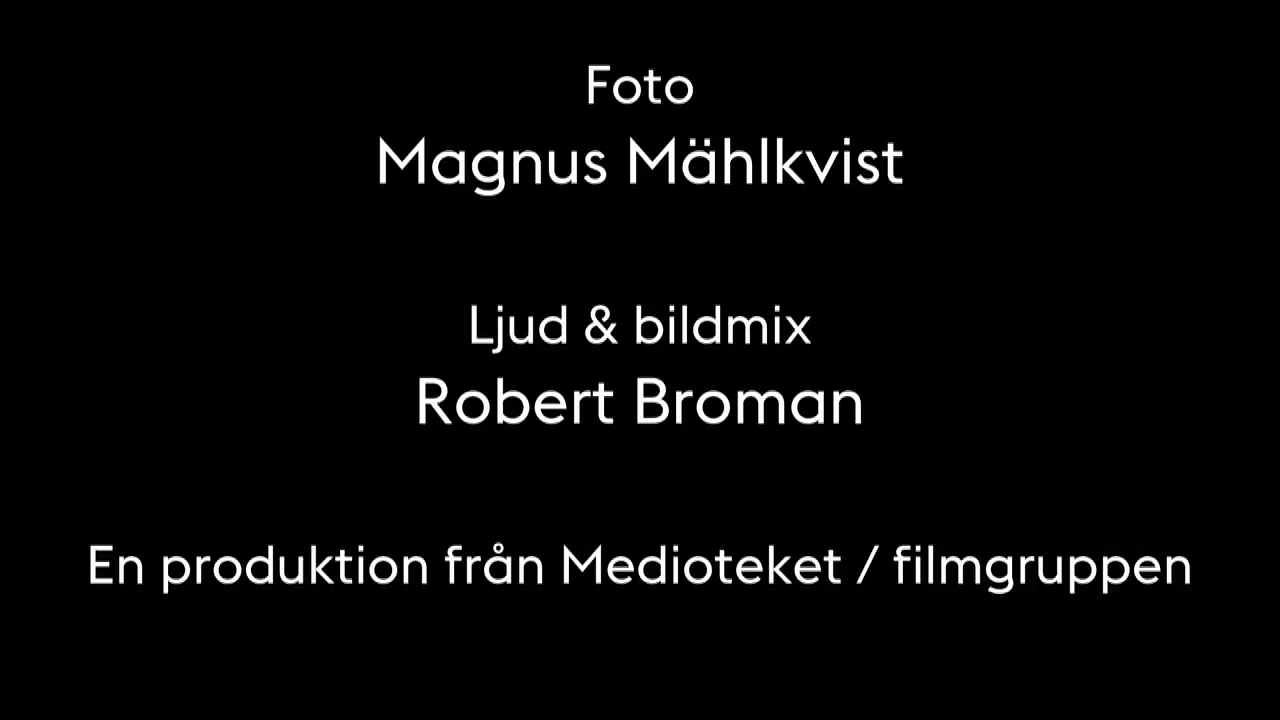 Foto
Magnus Mählkvist
Ljud & bildmix
Robert Broman
En produktion från Medioteket / filmgruppen